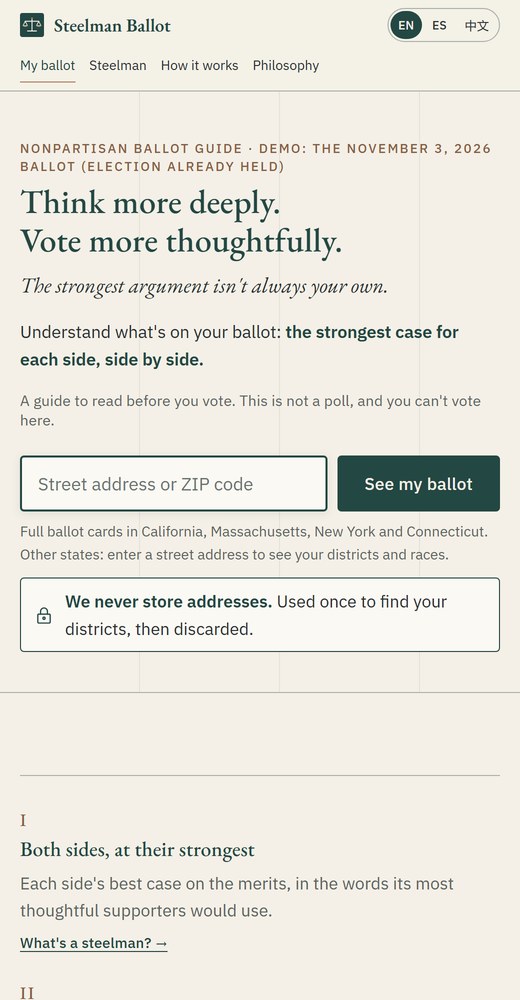 Steelman Ballot
EN ES 中文
My ballot Steelman How it works Philosophy
NONPARTISAN BALLOT GUIDE · DEMO: THE NOVEMBER 3, 2026
BALLOT (ELECTION ALREADY HELD)
Think more deeply.
Vote more thoughtfully.
The strongest argument isn't always your own.
Understand what's on your ballot: the strongest case for
each side, side by side.
A guide to read before you vote. This is not a poll, and you can't vote
here.
Street address or ZIP code
See my ballot
Full ballot cards in California, Massachusetts, New York and Connecticut.
Other states: enter a street address to see your districts and races.
We never store addresses. Used once to find your
districts, then discarded.
I
Both sides, at their strongest
Each side's best case on the merits, in the words its most
thoughtful supporters would use.
What's a steelman? →
II